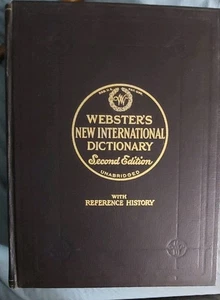 WEBSTER'S
NEW INTERNATIONAL
DICTIONARY
Second Edition
UNABRIDGED
WITH
REFERENCE HISTORY